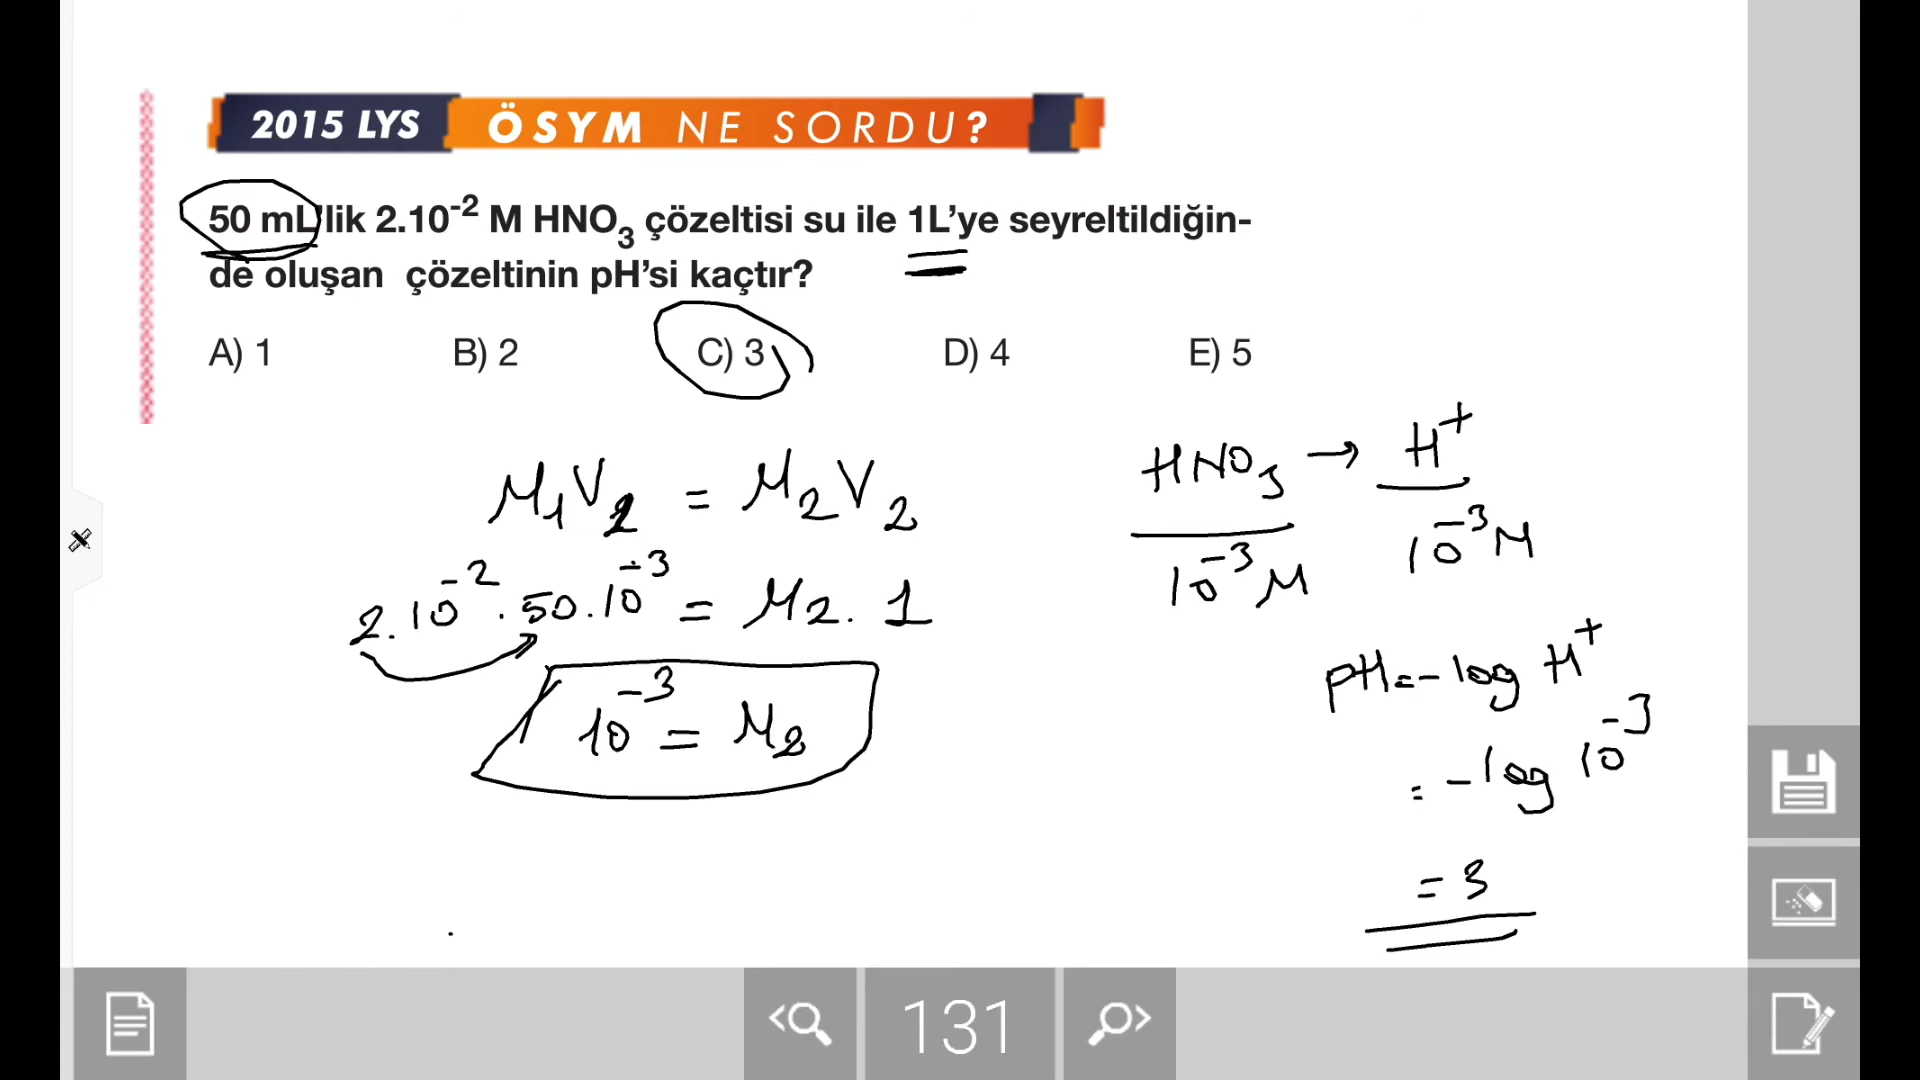 2015 LYS ÖSYM NE SORDU?
50 mL'lik 2.10⁻² M HNO₃ çözeltisi su ile 1L'ye seyreltildiğin-
de oluşan çözeltinin pH'si kaçtır?
A) 1 B) 2 C) 3 D) 4 E) 5
M₁V₁ = M₂V₂
2.10⁻² . 50.10⁻³ = M₂. 1
10⁻³ = M₂
HNO₃ → H⁺
10⁻³M 10⁻³M
pH = -log H⁺
= -log 10⁻³
= 3
131